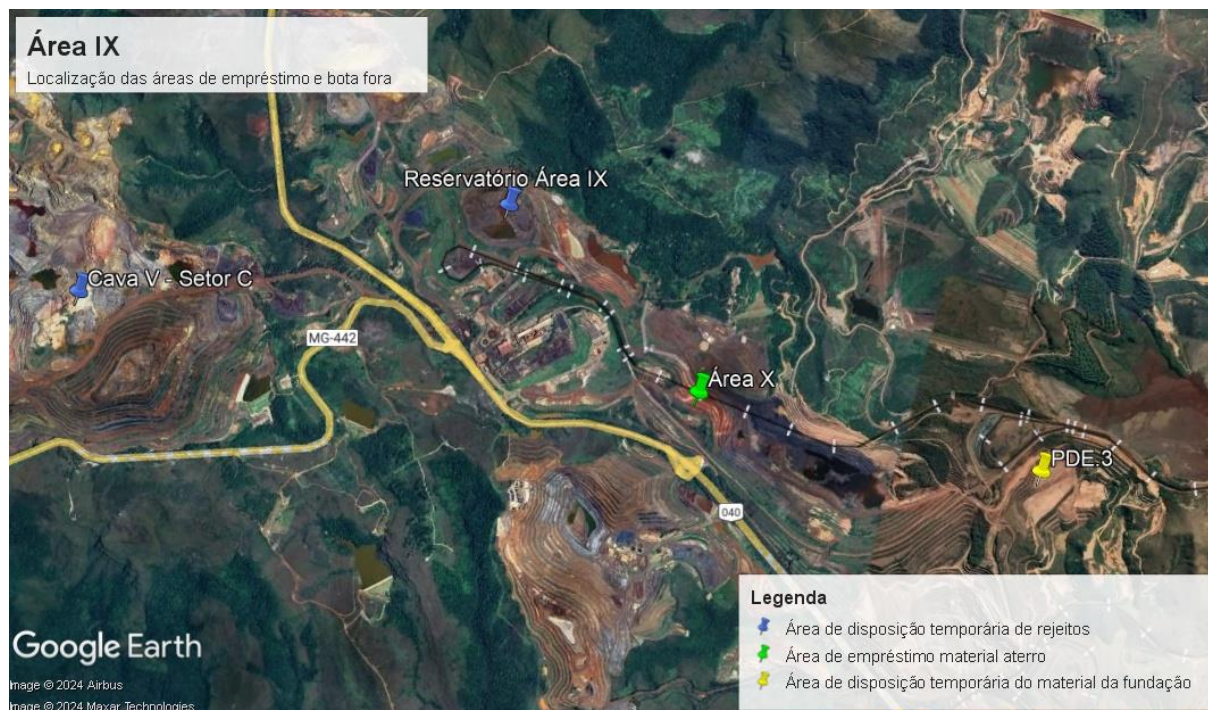 Área IX
Localização das áreas de empréstimo e bota fora
Reservatório Área IX
Cava V - Setor C
MG-442
Área X
PDE.3
040
Legenda
Área de disposição temporária de rejeitos
Área de empréstimo material aterro
Área de disposição temporária do material da fundação
Google Earth
Image © 2024 Airbus
Image © 2024 Maxar Technologies